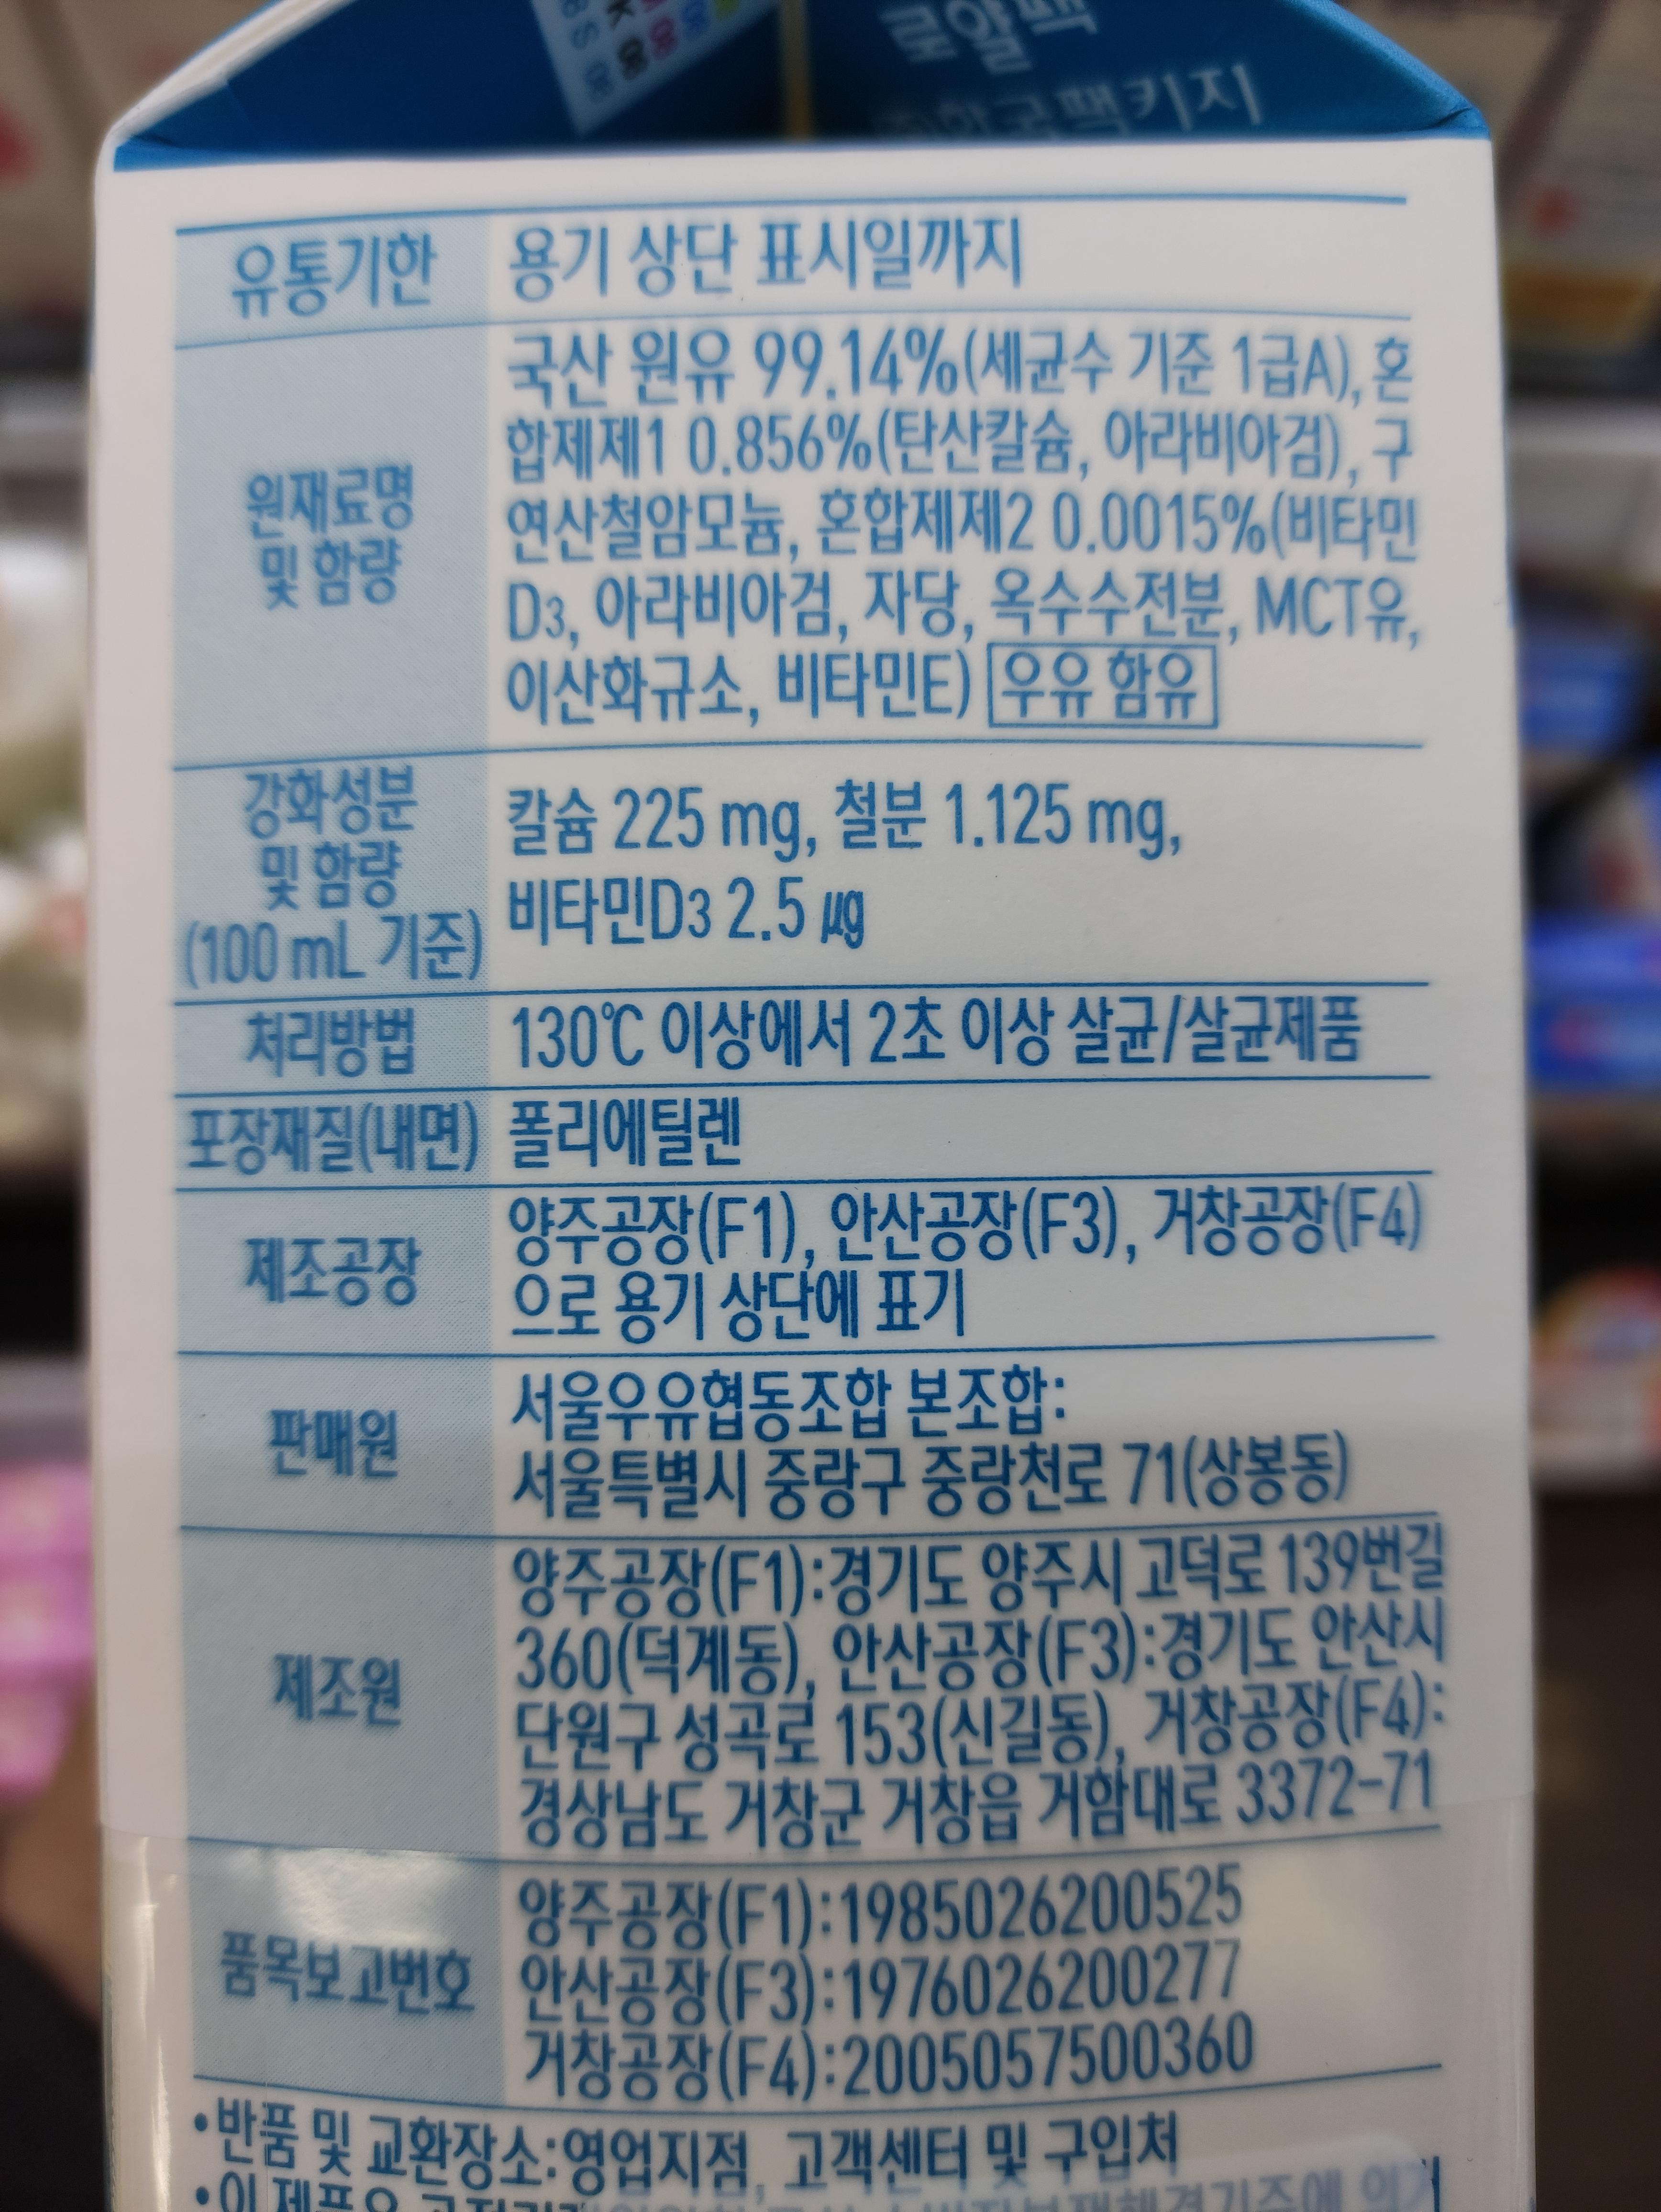 로얄팩
한국팩키지
유통기한
용기 상단 표시일까지
원재료명
및 함량
국산 원유 99.14%(세균수 기준 1급A), 혼
합제제1 0.856%(탄산칼슘, 아라비아검), 구
연산철암모늄, 혼합제제2 0.0015%(비타민
D3, 아라비아검, 자당, 옥수수전분, MCT유,
이산화규소, 비타민E) 우유 함유
강화성분
및 함량
(100 mL 기준)
칼슘 225 mg, 철분 1.125 mg,
비타민D3 2.5 ㎍
처리방법
130℃ 이상에서 2초 이상 살균/살균제품
포장재질(내면)
폴리에틸렌
제조공장
양주공장(F1), 안산공장(F3), 거창공장(F4)
으로 용기 상단에 표기
판매원
서울우유협동조합 본조합:
서울특별시 중랑구 중랑천로 71(상봉동)
제조원
양주공장(F1):경기도 양주시 고덕로 139번길
360(덕계동), 안산공장(F3):경기도 안산시
단원구 성곡로 153(신길동), 거창공장(F4):
경상남도 거창군 거창읍 거함대로 3372-71
품목보고번호
양주공장(F1):1985026200525
안산공장(F3):1976026200277
거창공장(F4):2005057500360
•반품 및 교환장소:영업지점, 고객센터 및 구입처
•이 제품은